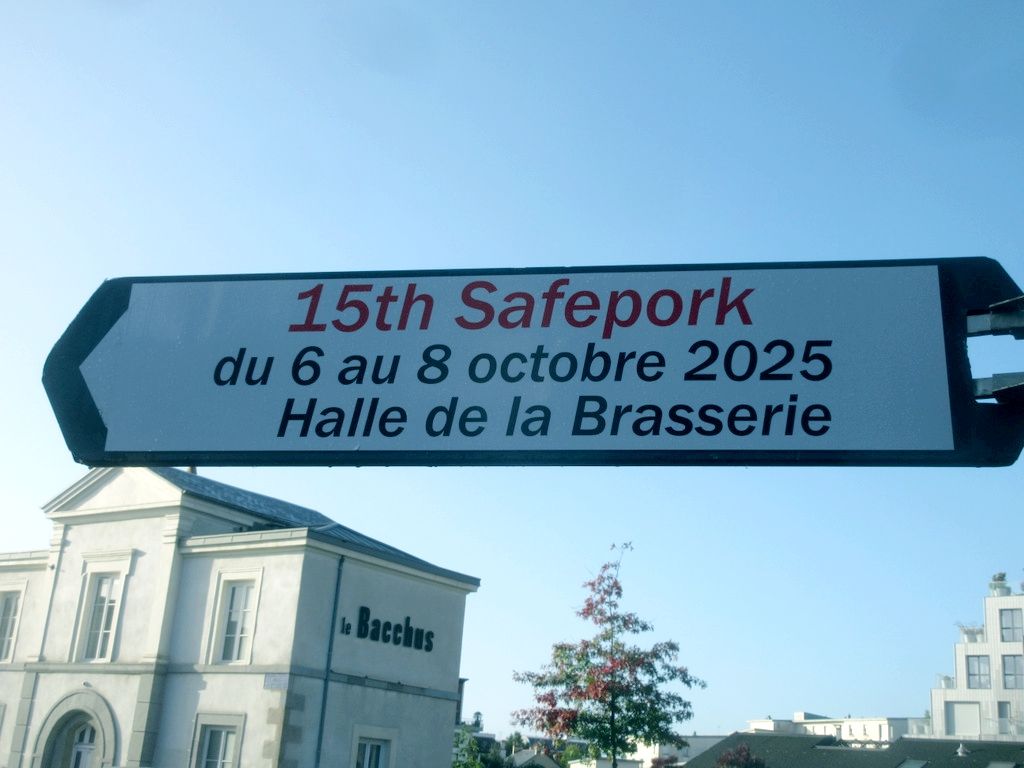 15th Safepork
du 6 au 8 octobre 2025
Halle de la Brasserie
le Bacchus